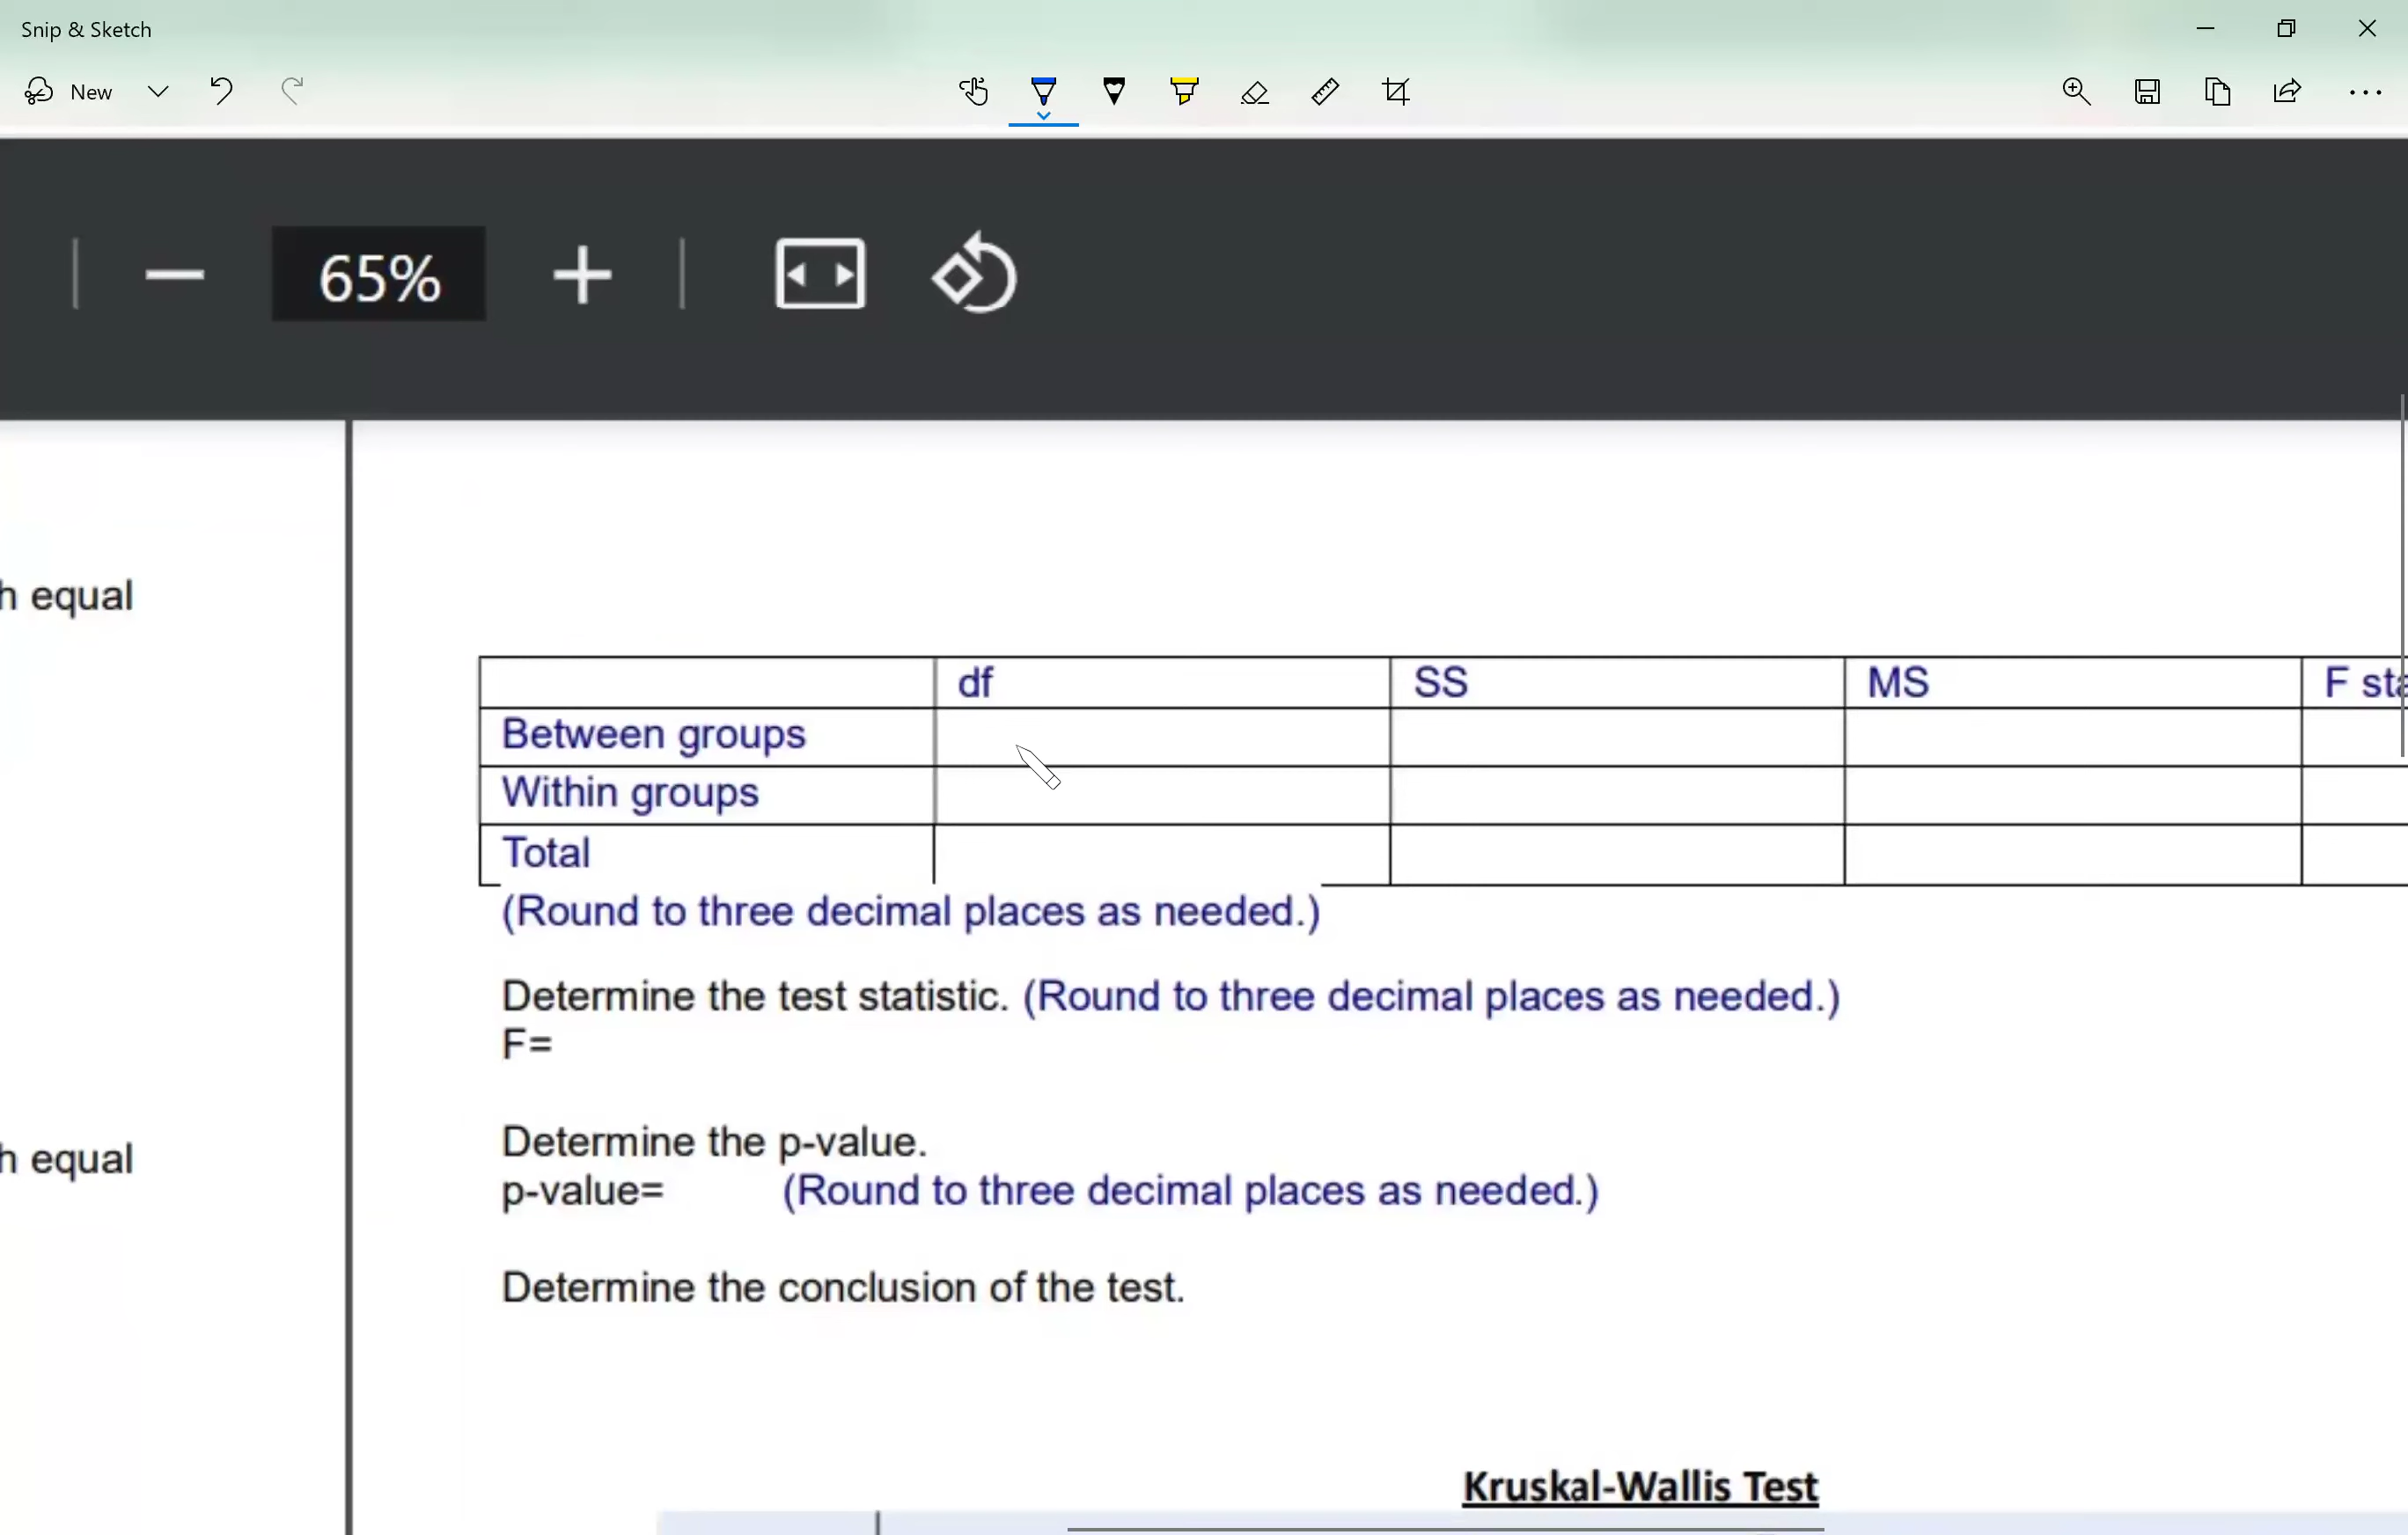 Snip & Sketch
New
65%
h equal
df SS MS F sta
Between groups
Within groups
Total
(Round to three decimal places as needed.)
Determine the test statistic. (Round to three decimal places as needed.)
F=
Determine the p-value.
h equal
p-value= (Round to three decimal places as needed.)
Determine the conclusion of the test.
Kruskal-Wallis Test